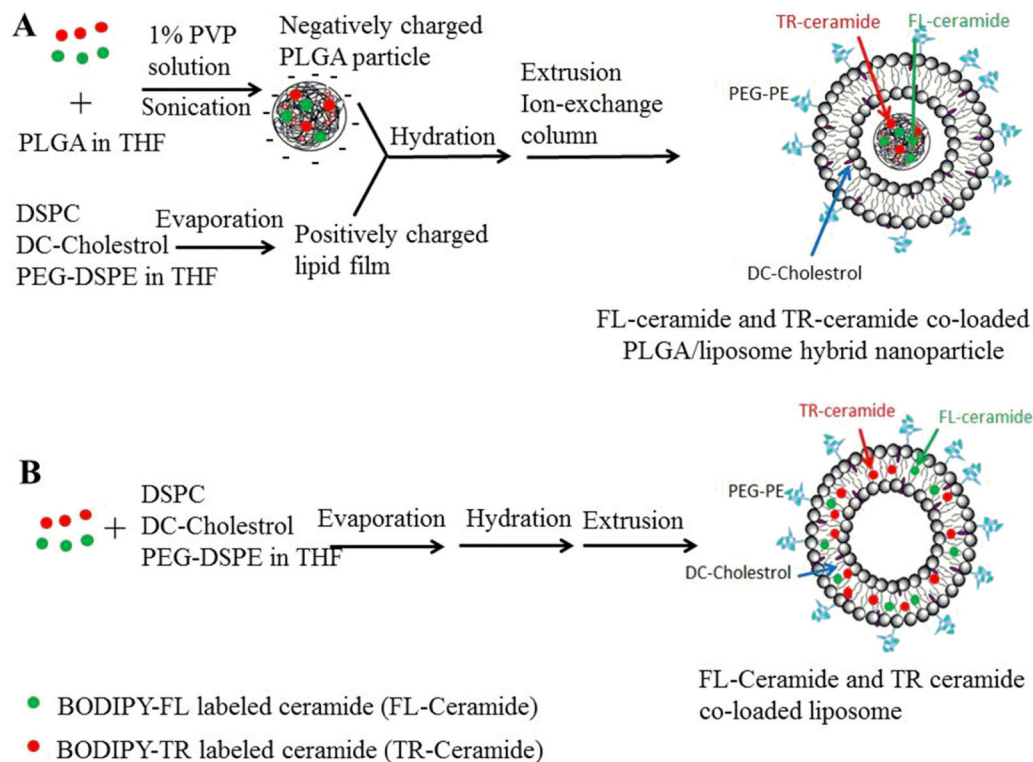 A
1% PVP
solution
Sonication
+
PLGA in THF
Negatively charged
PLGA particle
DSPC
DC-Cholestrol
PEG-DSPE in THF
Evaporation
Positively charged
lipid film
Hydration
Extrusion
Ion-exchange
column
TR-ceramide
FL-ceramide
PEG-PE
DC-Cholestrol
FL-ceramide and TR-ceramide co-loaded
PLGA/liposome hybrid nanoparticle
B
+
DSPC
DC-Cholestrol
PEG-DSPE in THF
Evaporation
Hydration
Extrusion
TR-ceramide
FL-ceramide
PEG-PE
DC-Cholestrol
FL-Ceramide and TR ceramide
co-loaded liposome
BODIPY-FL labeled ceramide (FL-Ceramide)
BODIPY-TR labeled ceramide (TR-Ceramide)